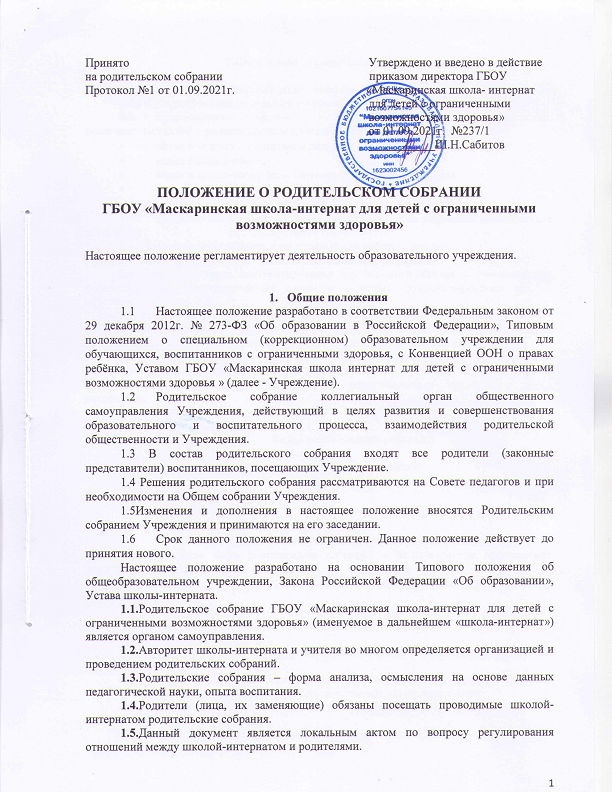 Принято
на родительском собрании
Протокол №1 от 01.09.2021г.
Утверждено и введено в действие
приказом директора ГБОУ
«Маскаринская школа- интернат
для детей с ограниченными
возможностями здоровья»
от 01.09.2021г. №237/1
Ш.Н.Сабитов
"Маскаринская
школа-интернат
для детей с
ограниченными
возможностями
здоровья"
ИНН
1623002456
ПОЛОЖЕНИЕ О РОДИТЕЛЬСКОМ СОБРАНИИ
ГБОУ «Маскаринская школа-интернат для детей с ограниченными
возможностями здоровья»
Настоящее положение регламентирует деятельность образовательного учреждения.
1. Общие положения
1.1 Настоящее положение разработано в соответствии Федеральным законом от
29 декабря 2012г. № 273-ФЗ «Об образовании в Российской Федерации», Типовым
положением о специальном (коррекционном) образовательном учреждении для
обучающихся, воспитанников с ограниченными здоровья, с Конвенцией ООН о правах
ребёнка, Уставом ГБОУ «Маскаринская школа интернат для детей с ограниченными
возможностями здоровья » (далее - Учреждение).
1.2 Родительское собрание коллегиальный орган общественного
самоуправления Учреждения, действующий в целях развития и совершенствования
образовательного и воспитательного процесса, взаимодействия родительской
общественности и Учреждения.
1.3 В состав родительского собрания входят все родители (законные
представители) воспитанников, посещающих Учреждение.
1.4 Решения родительского собрания рассматриваются на Совете педагогов и при
необходимости на Общем собрании Учреждения.
1.5Изменения и дополнения в настоящее положение вносятся Родительским
собранием Учреждения и принимаются на его заседании.
1.6 Срок данного положения не ограничен. Данное положение действует до
принятия нового.
Настоящее положение разработано на основании Типового положения об
общеобразовательном учреждении, Закона Российской Федерации «Об образовании»,
Устава школы-интерната.
1.1.Родительское собрание ГБОУ «Маскаринская школа-интернат для детей с
ограниченными возможностями здоровья» (именуемое в дальнейшем «школа-интернат»)
является органом самоуправления.
1.2.Авторитет школы-интерната и учителя во многом определяется организацией и
проведением родительских собраний.
1.3.Родительские собрания – форма анализа, осмысления на основе данных
педагогической науки, опыта воспитания.
1.4.Родители (лица, их заменяющие) обязаны посещать проводимые школой-
интернатом родительские собрания.
1.5.Данный документ является локальным актом по вопросу регулирования
отношений между школой-интернатом и родителями.
1